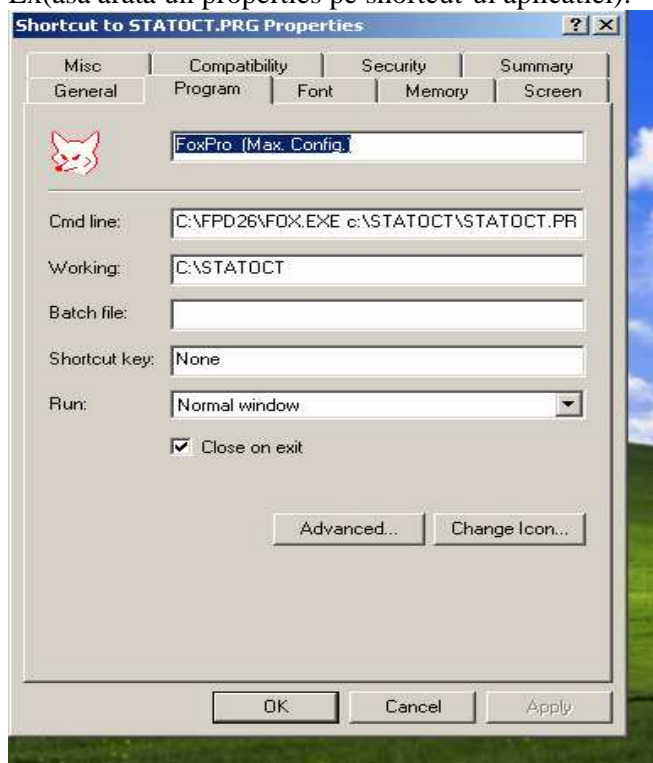 Ex(asa arata un properties pe shortcut-ul aplicatiei):
Shortcut to STATOCT.PRG Properties
Misc Compatibility Security Summary
General Program Font Memory Screen
FoxPro (Max. Config.)
Cmd line: C:\FPD26\FOX.EXE c:\STATOCT\STATOCT.PR
Working: C:\STATOCT
Batch file:
Shortcut key: None
Run: Normal window
Close on exit
Advanced... Change Icon...
OK Cancel Apply